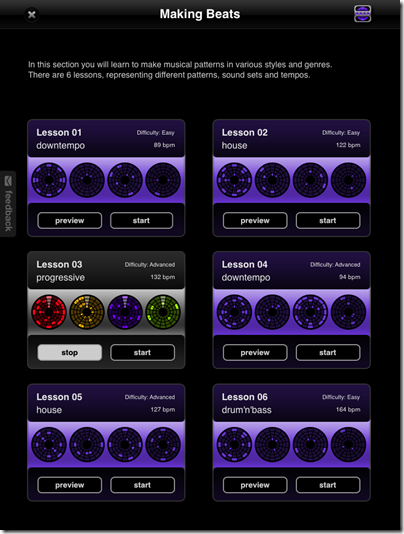 Making Beats
In this section you will learn to make musical patterns in various styles and genres.
There are 6 lessons, representing different patterns, sound sets and tempos.
Lesson 01 Difficulty: Easy
downtempo 89 bpm
preview start
Lesson 02 Difficulty: Easy
house 122 bpm
preview start
feedback
Lesson 03 Difficulty: Advanced
progressive 132 bpm
stop start
Lesson 04 Difficulty: Advanced
downtempo 94 bpm
preview start
Lesson 05 Difficulty: Advanced
house 127 bpm
preview start
Lesson 06 Difficulty: Easy
drum'n'bass 164 bpm
preview start